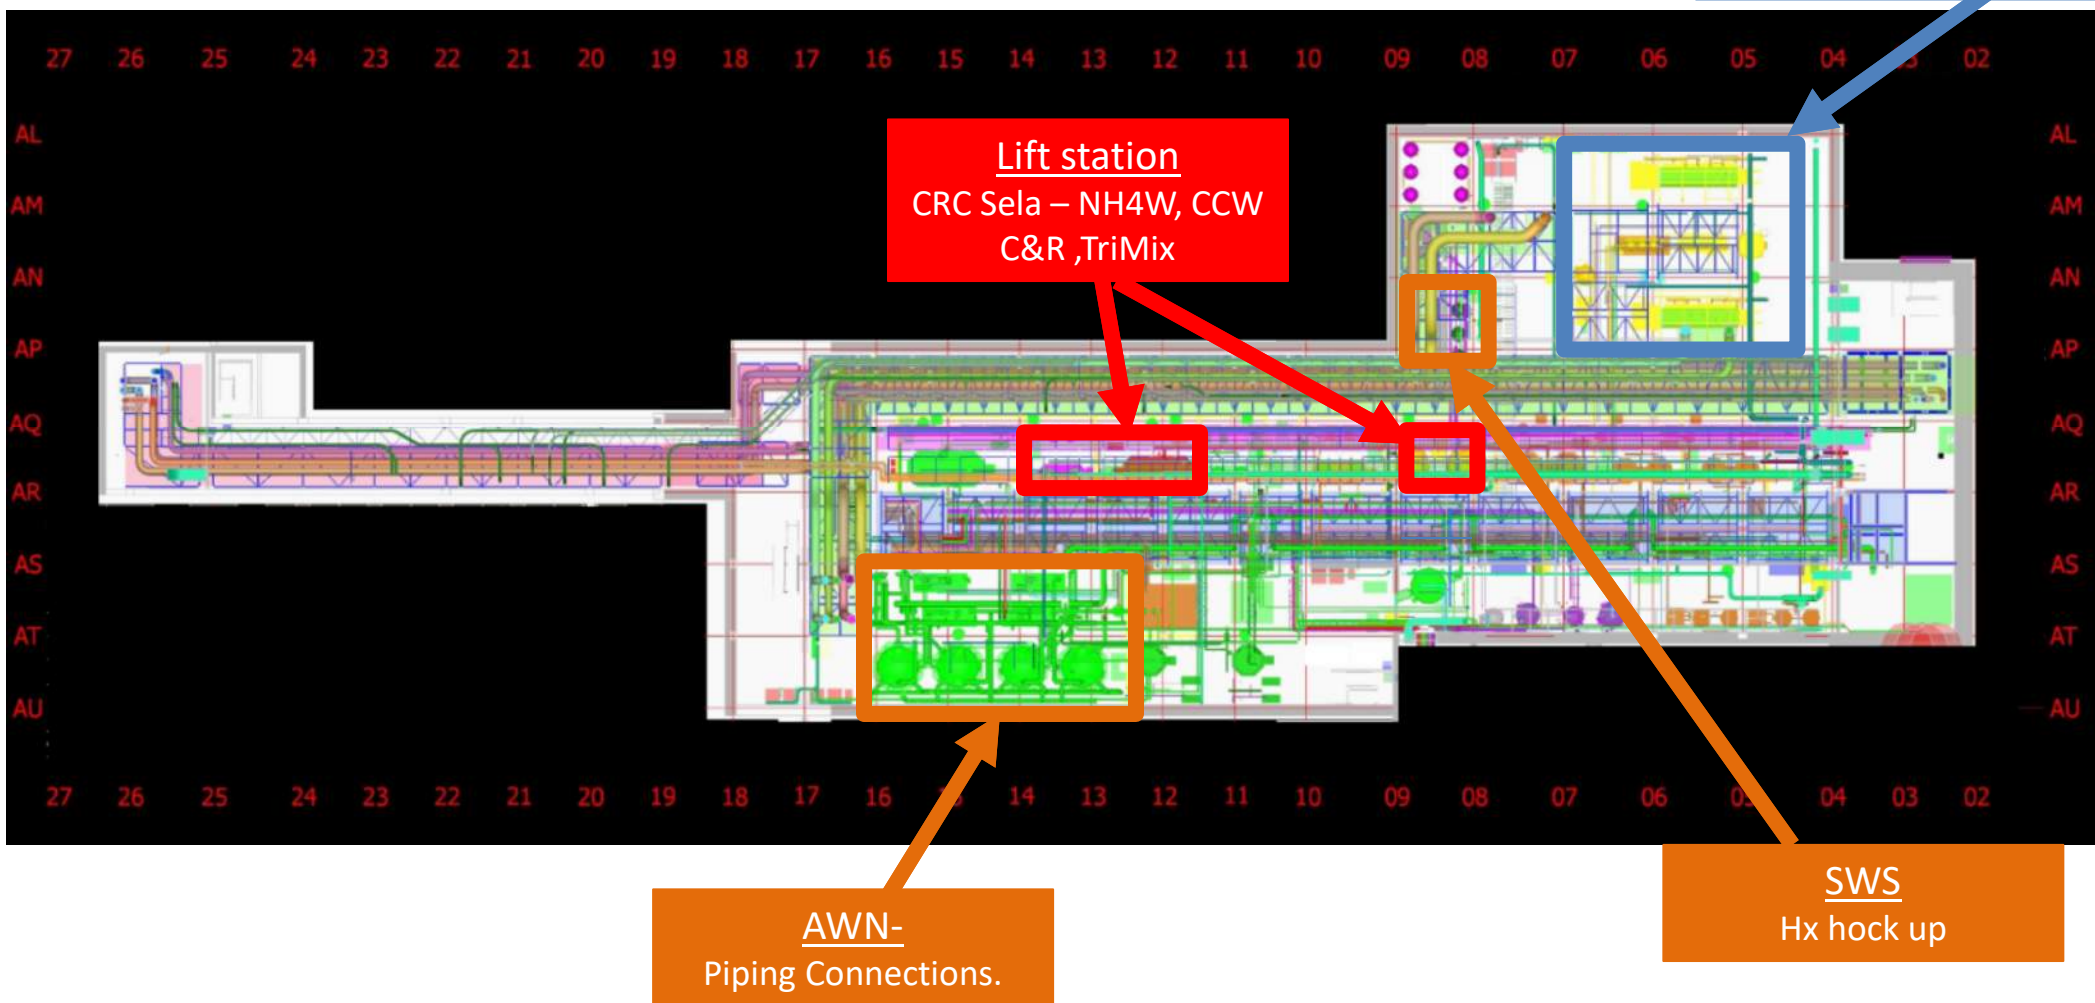 27 26 25 24 23 22 21 20 19 18 17 16 15 14 13 12 11 10 09 08 07 06 05 04 03 02
AL AL
Lift station
CRC Sela – NH4W, CCW
C&R ,TriMix
AM AM
AN AN
AP AP
AQ AQ
AR AR
AS AS
AT AT
AU AU
27 26 25 24 23 22 21 20 19 18 17 16 15 14 13 12 11 10 09 08 07 06 05 04 03 02
SWS
Hx hock up
AWN-
Piping Connections.